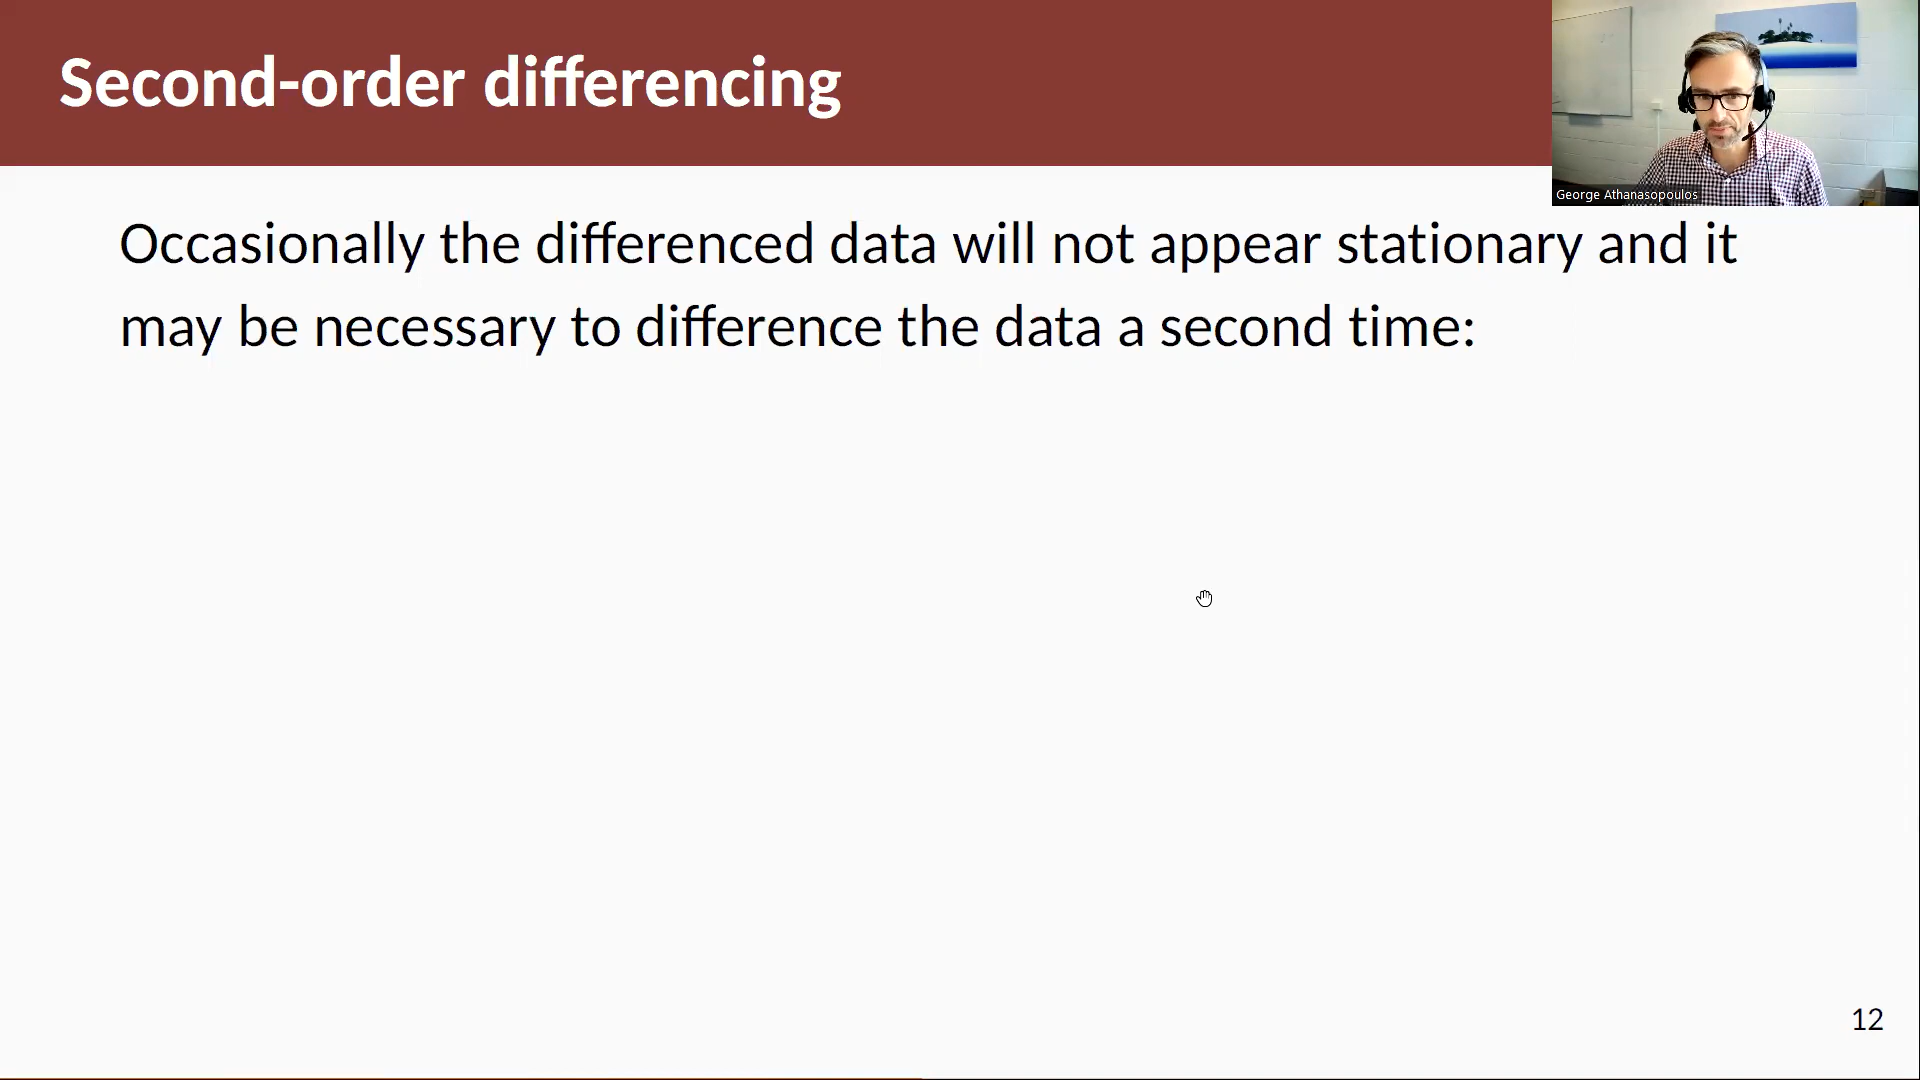 Second-order differencing
George Athanasopoulos
Occasionally the differenced data will not appear stationary and it
may be necessary to difference the data a second time:
12